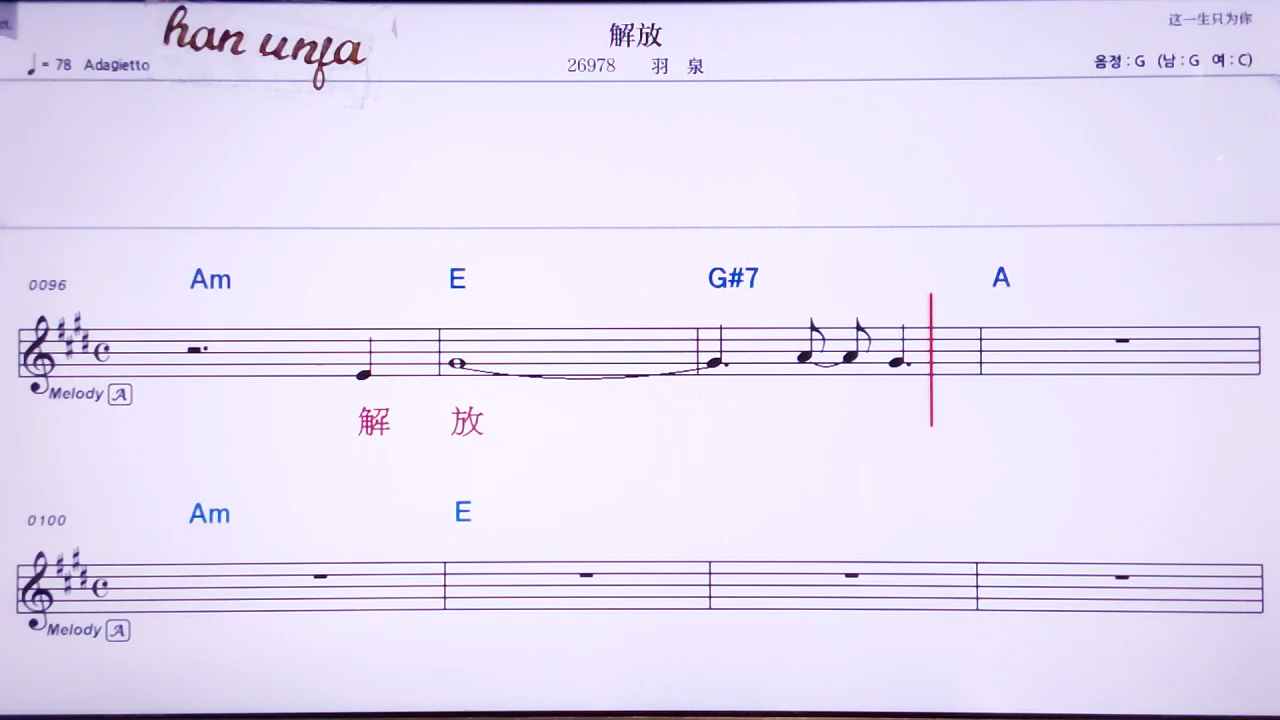 han unja
解放
这一生只为你
♩= 78 Adagietto
26978 羽 泉
음정 : G (남 : G 여 : C)
0096
Am E G#7 A
Melody A
解 放
0100
Am E
Melody A